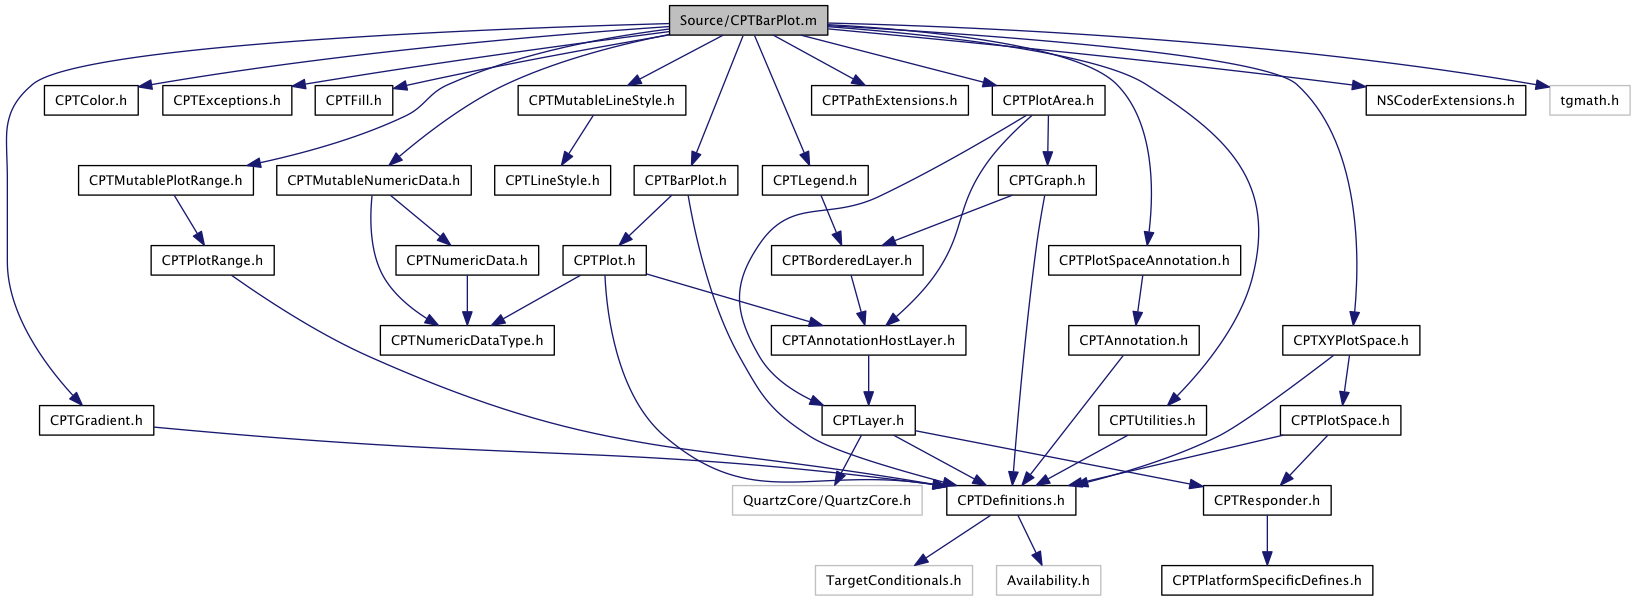 Source/CPTBarPlot.m
CPTColor.h
CPTExceptions.h
CPTFill.h
CPTMutableLineStyle.h
CPTPathExtensions.h
CPTPlotArea.h
NSCoderExtensions.h
tgmath.h
CPTMutablePlotRange.h
CPTMutableNumericData.h
CPTLineStyle.h
CPTBarPlot.h
CPTLegend.h
CPTGraph.h
CPTPlotRange.h
CPTNumericData.h
CPTPlot.h
CPTBorderedLayer.h
CPTPlotSpaceAnnotation.h
CPTNumericDataType.h
CPTAnnotationHostLayer.h
CPTAnnotation.h
CPTXYPlotSpace.h
CPTGradient.h
CPTLayer.h
CPTUtilities.h
CPTPlotSpace.h
QuartzCore/QuartzCore.h
CPTDefinitions.h
CPTResponder.h
TargetConditionals.h
Availability.h
CPTPlatformSpecificDefines.h